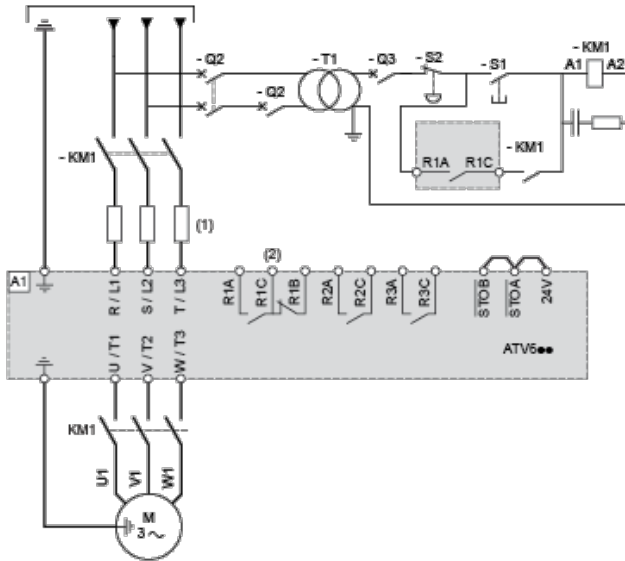 - Q2
- T1
- Q3
- S2
- S1
- KM1
A1
A2
- Q2
- KM1
R1A
R1C
- KM1
(1)
(2)
A1
R / L1
S / L2
T / L3
R1A
R1C
R1B
R2A
R2C
R3A
R3C
STOB
STOA
24V
U / T1
V / T2
W / T3
ATV6●●
KM1
U1
V1
W1
M
3 ~